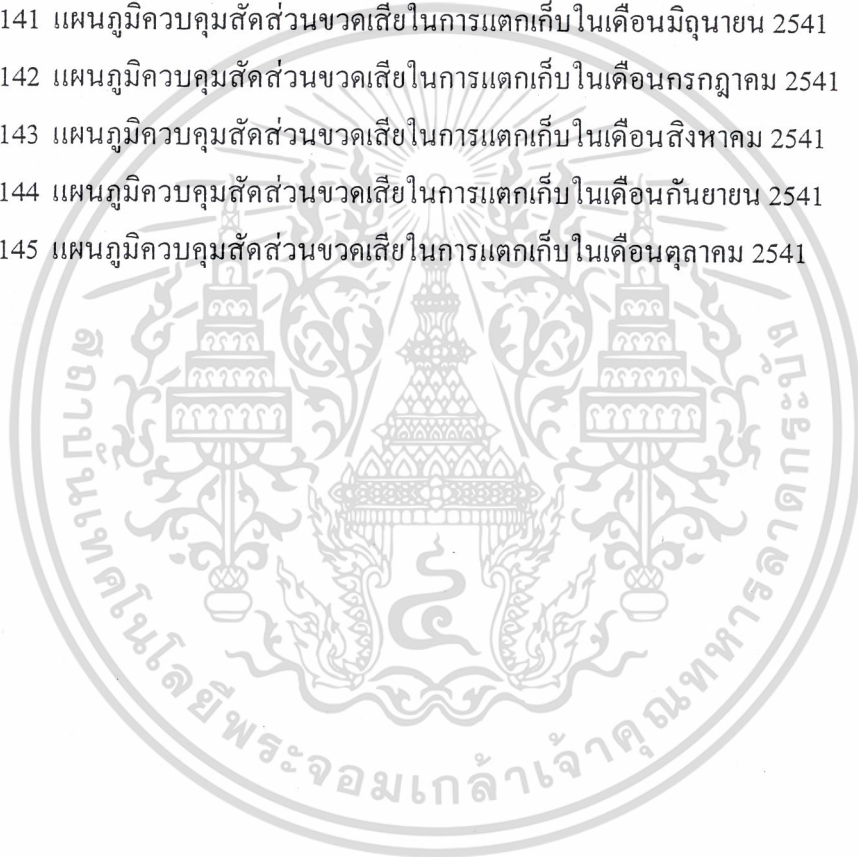 141 แผนภูมิควบคุมสัดส่วนขวดเสียในการแตกเก็บในเดือนมิถุนายน 2541
142 แผนภูมิควบคุมสัดส่วนขวดเสียในการแตกเก็บในเดือนกรกฎาคม 2541
143 แผนภูมิควบคุมสัดส่วนขวดเสียในการแตกเก็บในเดือนสิงหาคม 2541
144 แผนภูมิควบคุมสัดส่วนขวดเสียในการแตกเก็บในเดือนกันยายน 2541
145 แผนภูมิควบคุมสัดส่วนขวดเสียในการแตกเก็บในเดือนตุลาคม 2541
๔
สถาบันเทคโนโลยีพระจอมเกล้าเจ้าคุณทหารลาดกระบัง